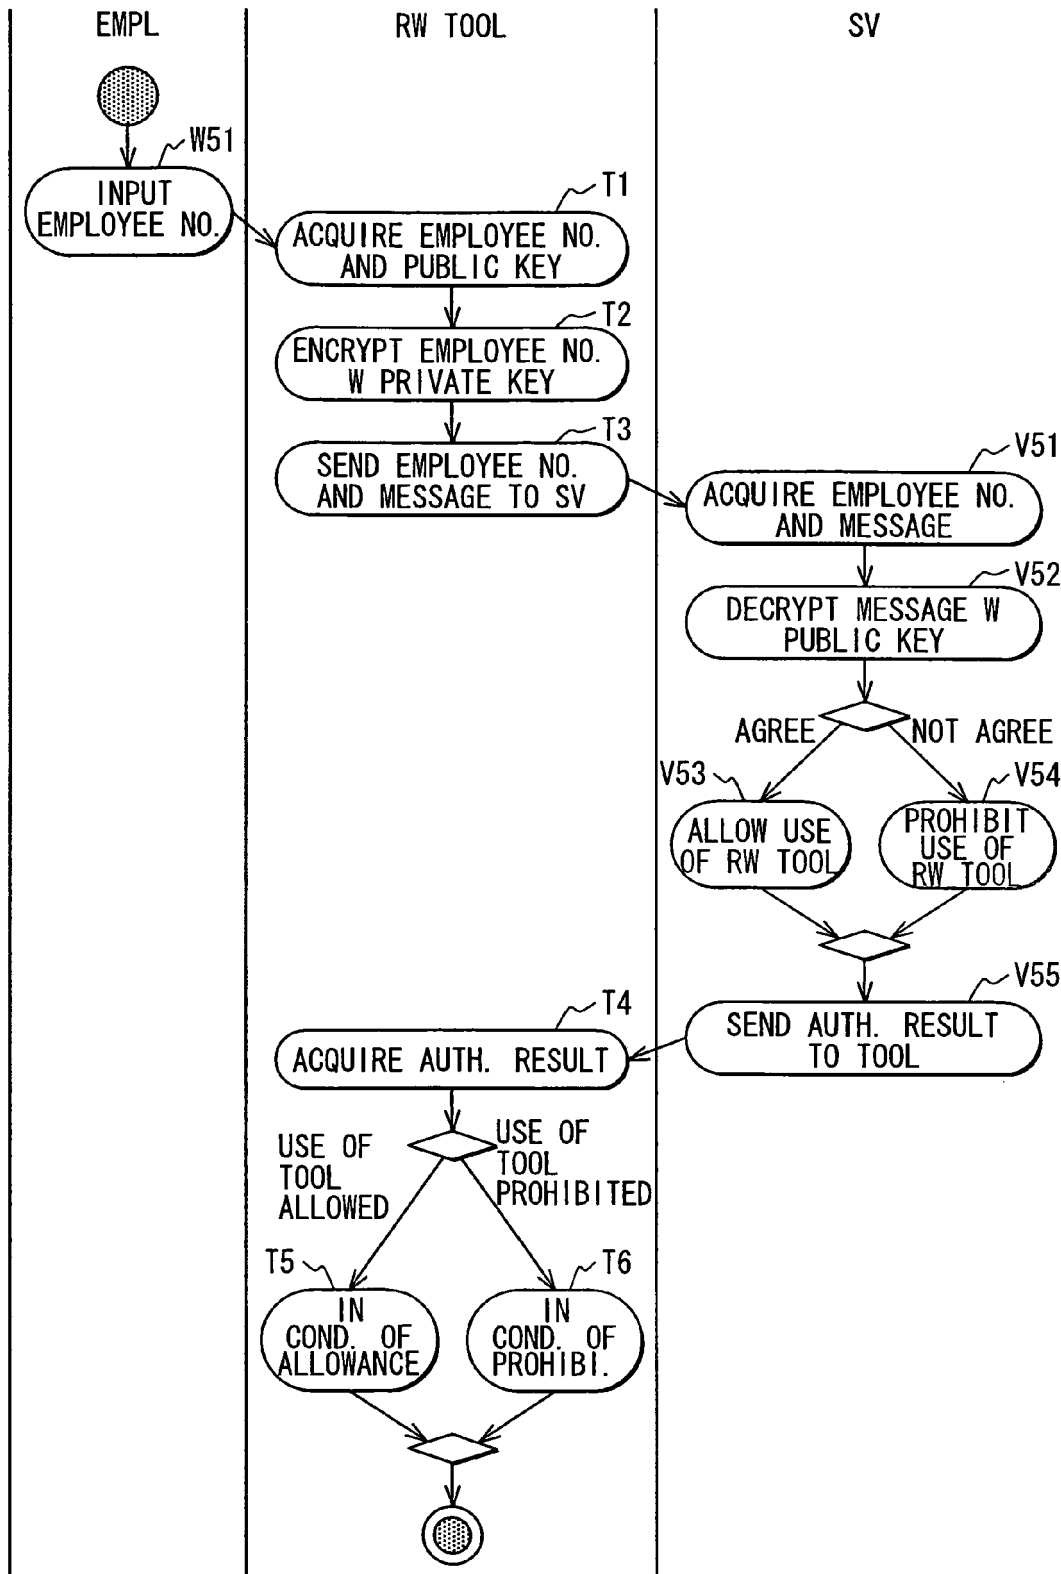 EMPL
RW TOOL
SV
W51
INPUT
EMPLOYEE NO.
T1
ACQUIRE EMPLOYEE NO.
AND PUBLIC KEY
T2
ENCRYPT EMPLOYEE NO.
W PRIVATE KEY
T3
SEND EMPLOYEE NO.
AND MESSAGE TO SV
V51
ACQUIRE EMPLOYEE NO.
AND MESSAGE
V52
DECRYPT MESSAGE W
PUBLIC KEY
AGREE
NOT AGREE
V53
ALLOW USE
OF RW TOOL
V54
PROHIBIT
USE OF
RW TOOL
V55
SEND AUTH. RESULT
TO TOOL
T4
ACQUIRE AUTH. RESULT
USE OF
TOOL
ALLOWED
USE OF
TOOL
PROHIBITED
T5
IN
COND. OF
ALLOWANCE
T6
IN
COND. OF
PROHIBI.